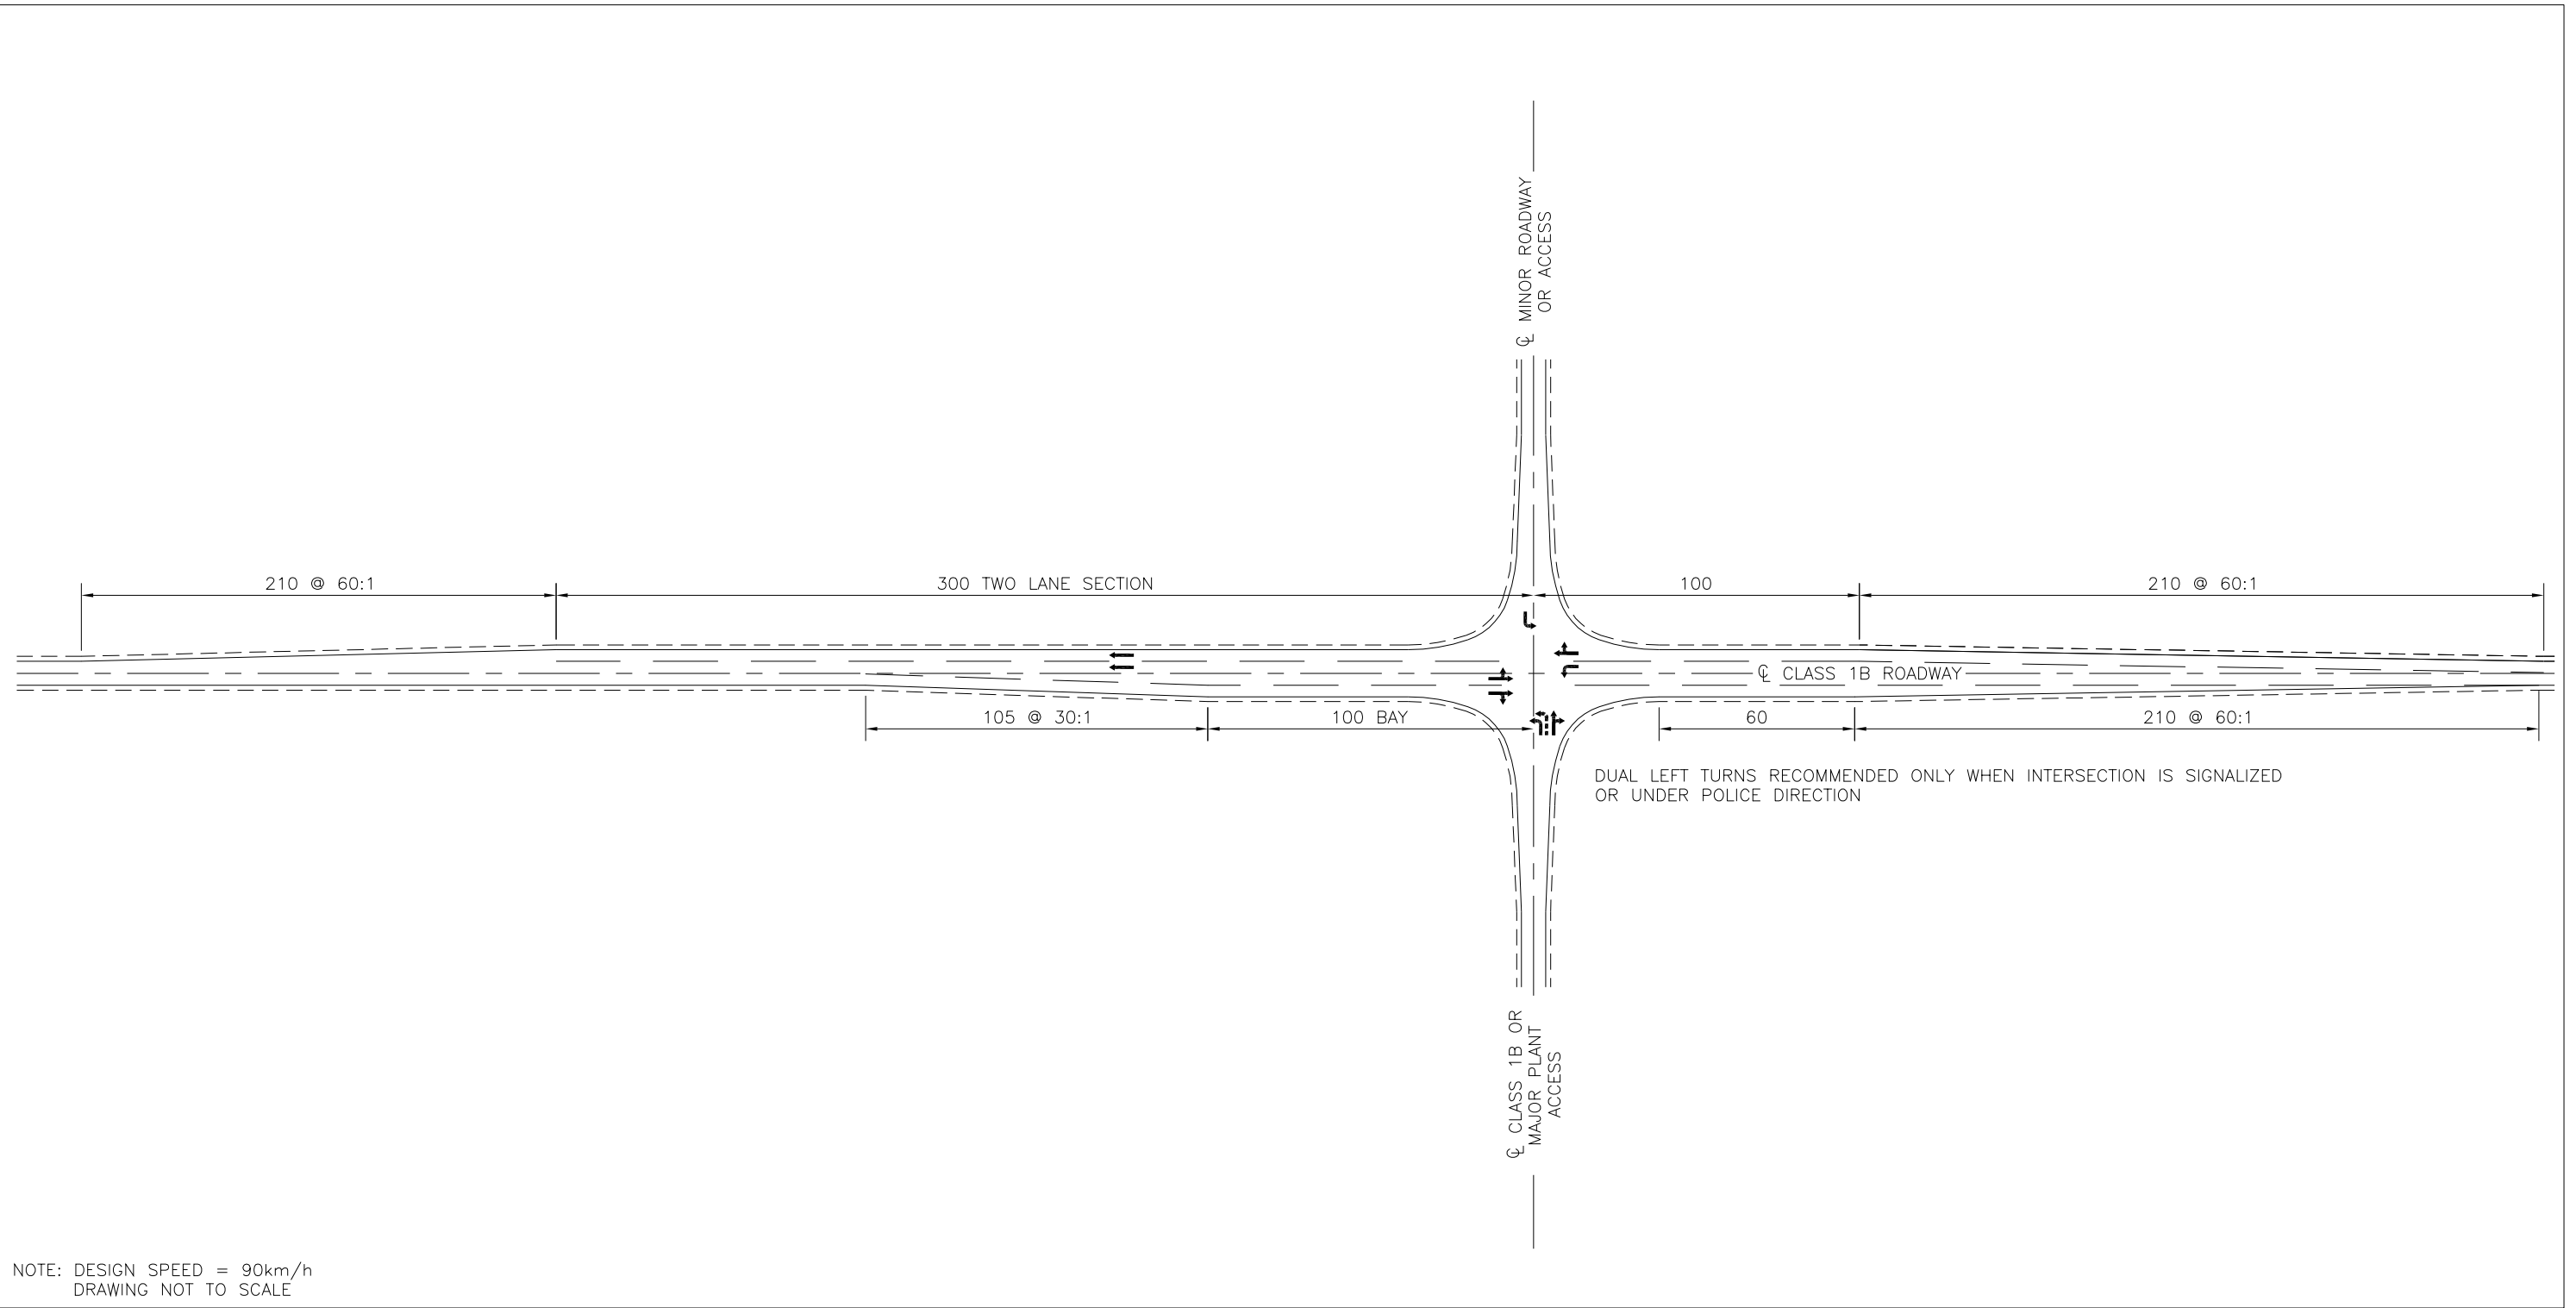 ℄ MINOR ROADWAY
OR ACCESS
210 @ 60:1
300 TWO LANE SECTION
100
210 @ 60:1
℄ CLASS 1B ROADWAY
105 @ 30:1
100 BAY
60
210 @ 60:1
DUAL LEFT TURNS RECOMMENDED ONLY WHEN INTERSECTION IS SIGNALIZED
OR UNDER POLICE DIRECTION
℄ CLASS 1B OR
MAJOR PLANT
ACCESS
NOTE: DESIGN SPEED = 90km/h
DRAWING NOT TO SCALE